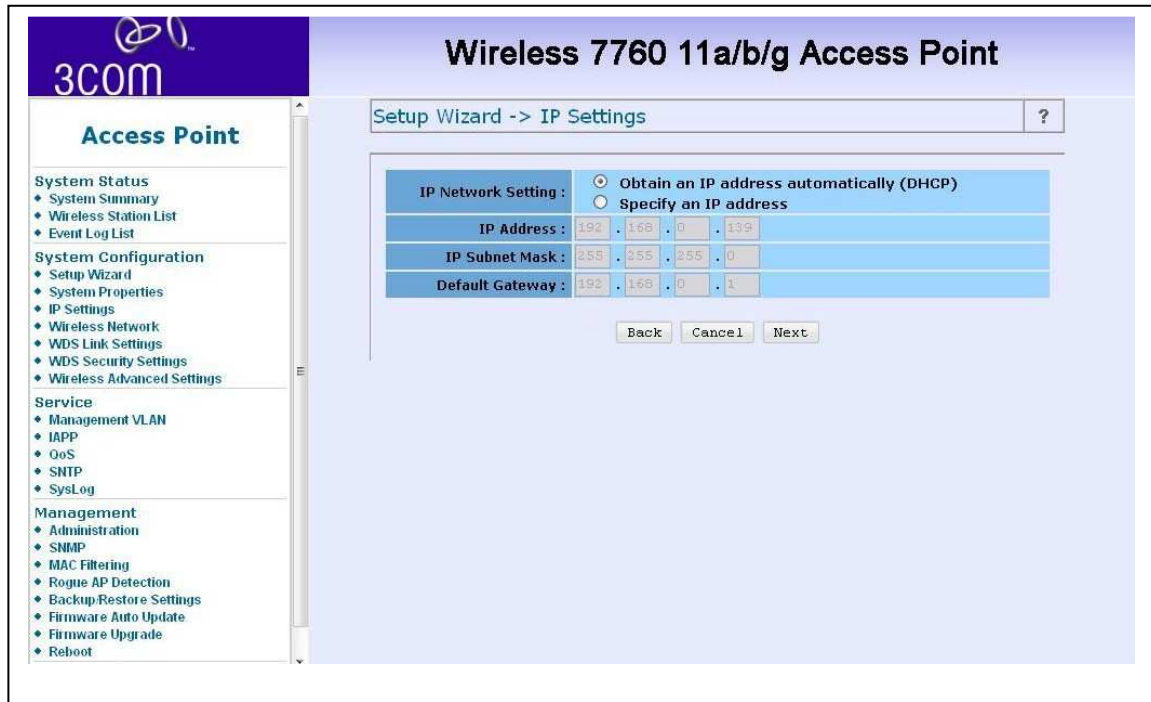 3com
Wireless 7760 11a/b/g Access Point
Access Point
System Status
System Summary
Wireless Station List
Event Log List
System Configuration
Setup Wizard
System Properties
IP Settings
Wireless Network
WDS Link Settings
WDS Security Settings
Wireless Advanced Settings
Service
Management VLAN
IAPP
QoS
SNTP
SysLog
Management
Administration
SNMP
MAC Filtering
Rogue AP Detection
Backup/Restore Settings
Firmware Auto Update
Firmware Upgrade
Reboot
Setup Wizard -> IP Settings ?
IP Network Setting : Obtain an IP address automatically (DHCP)
Specify an IP address
IP Address : 192 . 168 . 0 . 139
IP Subnet Mask : 255 . 255 . 255 . 0
Default Gateway : 192 . 168 . 0 . 1
Back Cancel Next